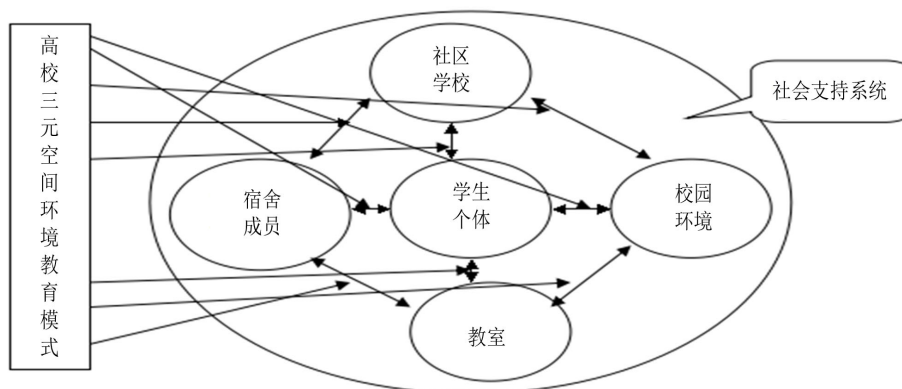 高校三元空间环境教育模式
社区
学校
社会支持系统
宿舍
成员
学生
个体
校园
环境
教室